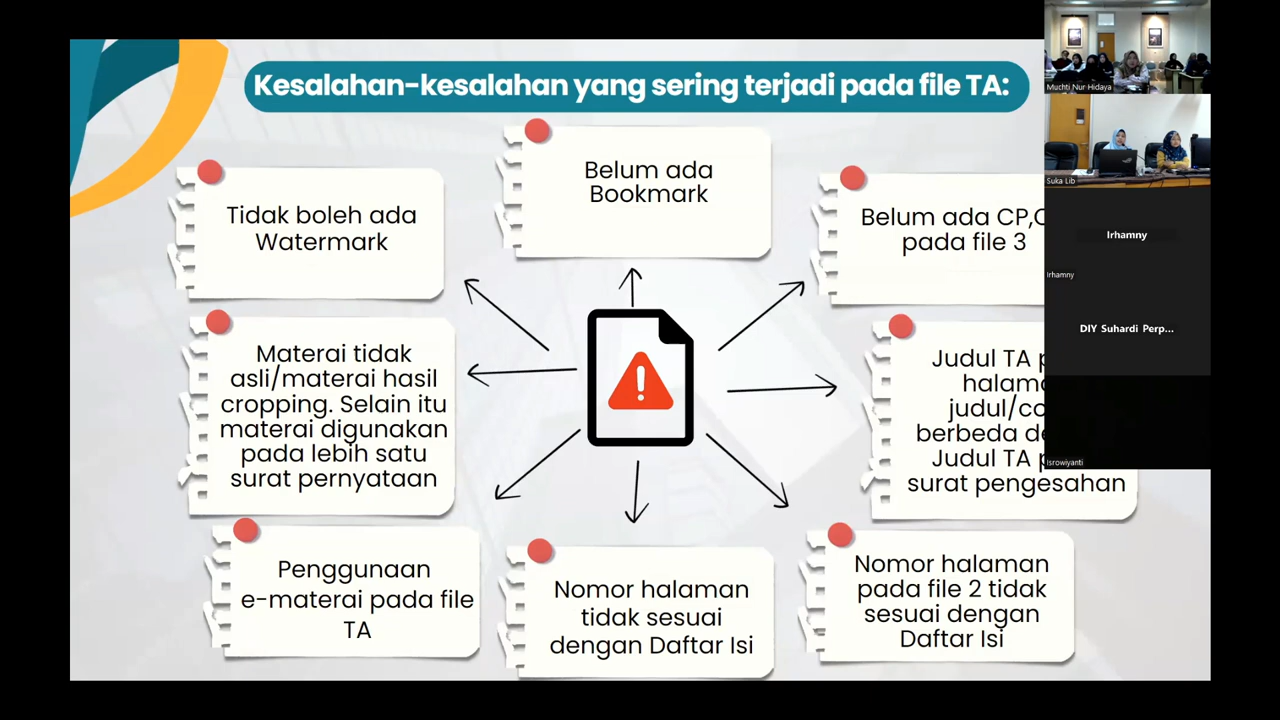 Kesalahan-kesalahan yang sering terjadi pada file TA:
Belum ada
Bookmark
Tidak boleh ada
Watermark
Belum ada CP,
pada file 3
Materai tidak
asli/materai hasil
cropping. Selain itu
materai digunakan
pada lebih satu
surat pernyataan
Judul TA
berbeda
Judul TA
surat pengesahan
Penggunaan
e-materai pada file
TA
Nomor halaman
tidak sesuai
dengan Daftar Isi
Nomor halaman
pada file 2 tidak
sesuai dengan
Daftar Isi
Muchti Nur Hidaya
Suka Lib
Irhamny
Irhamny
DIY Suhardi Perp...
Isrowiyanti